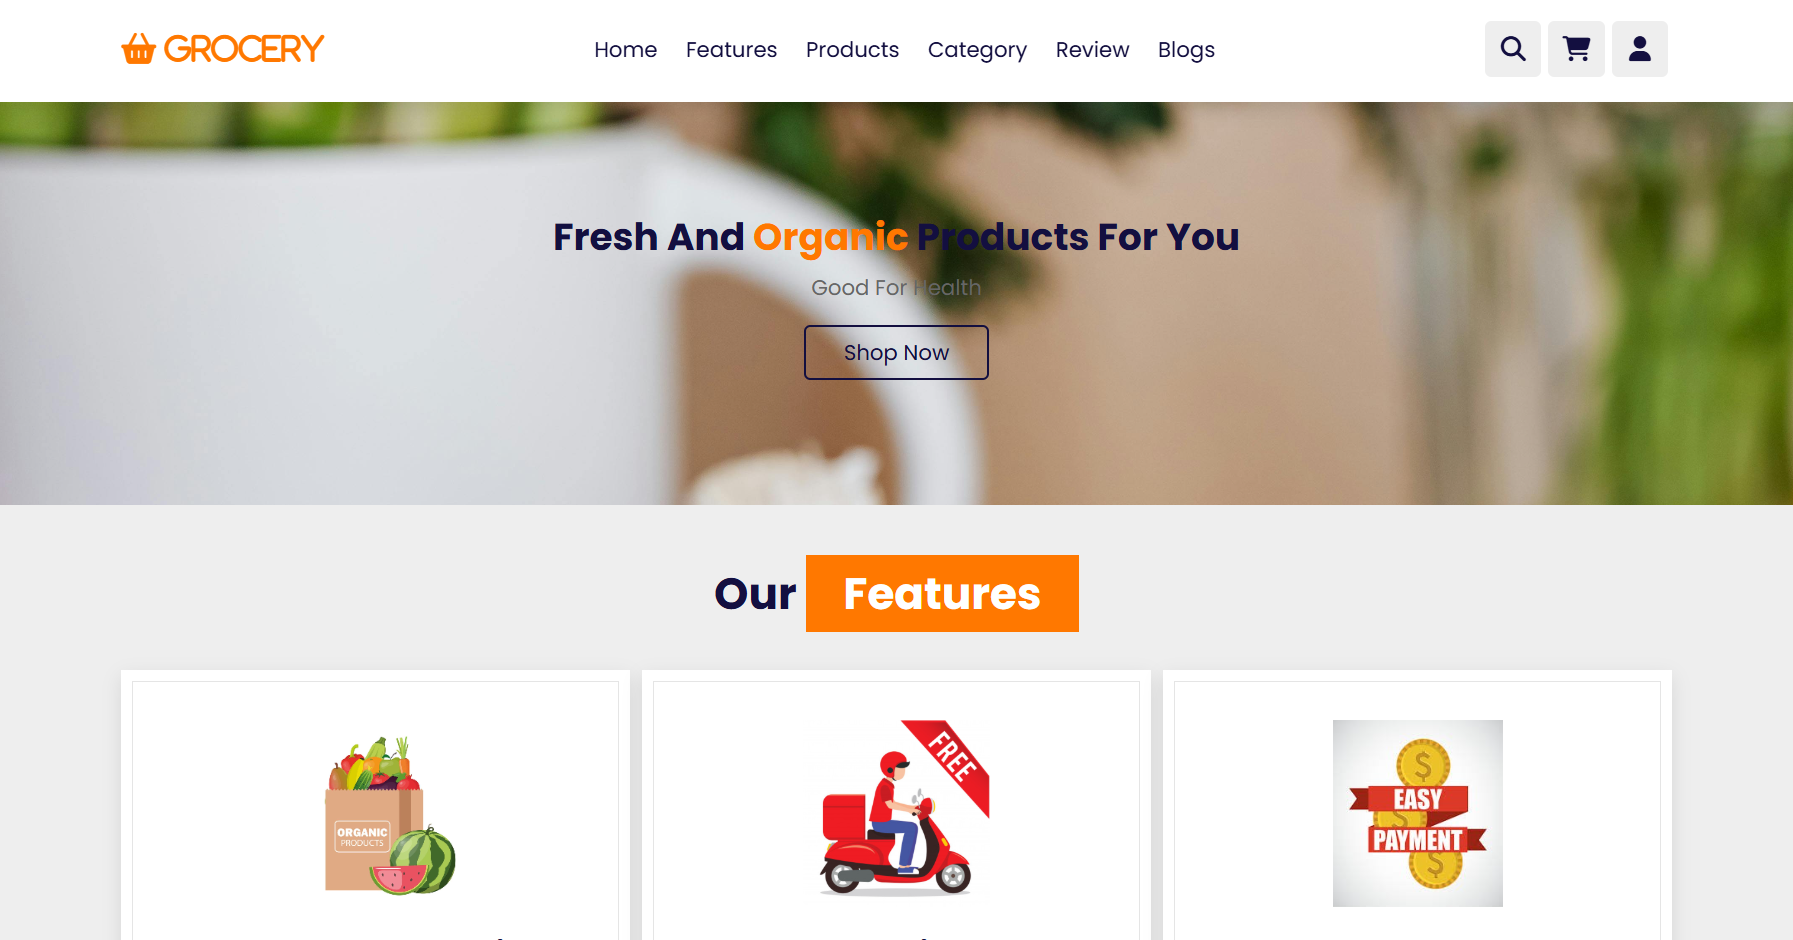 GROCERY
Home Features Products Category Review Blogs
Fresh And Organic Products For You
Good For Health
Shop Now
Our Features
ORGANIC
PRODUCTS
FREE
EASY
PAYMENT